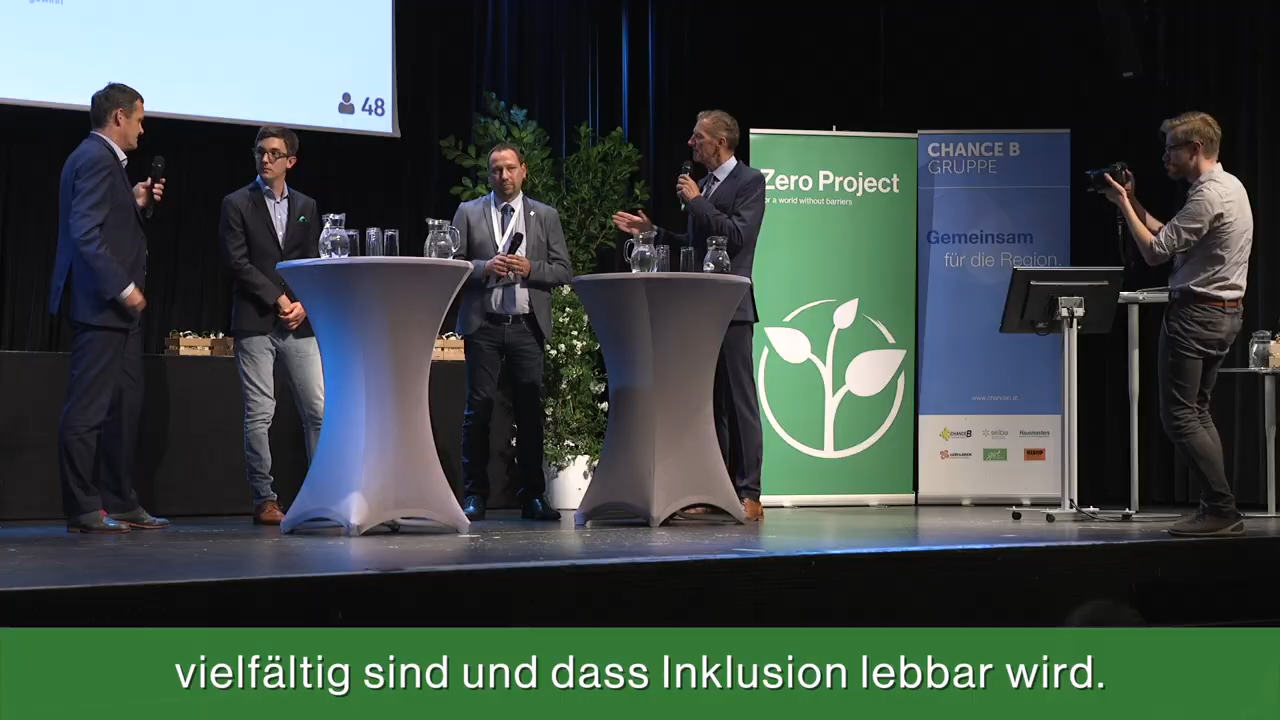 48
Zero Project
or a world without barriers
CHANCE B
GRUPPE
Gemeinsam
für die Region.
vielfältig sind und dass Inklusion lebbar wird.